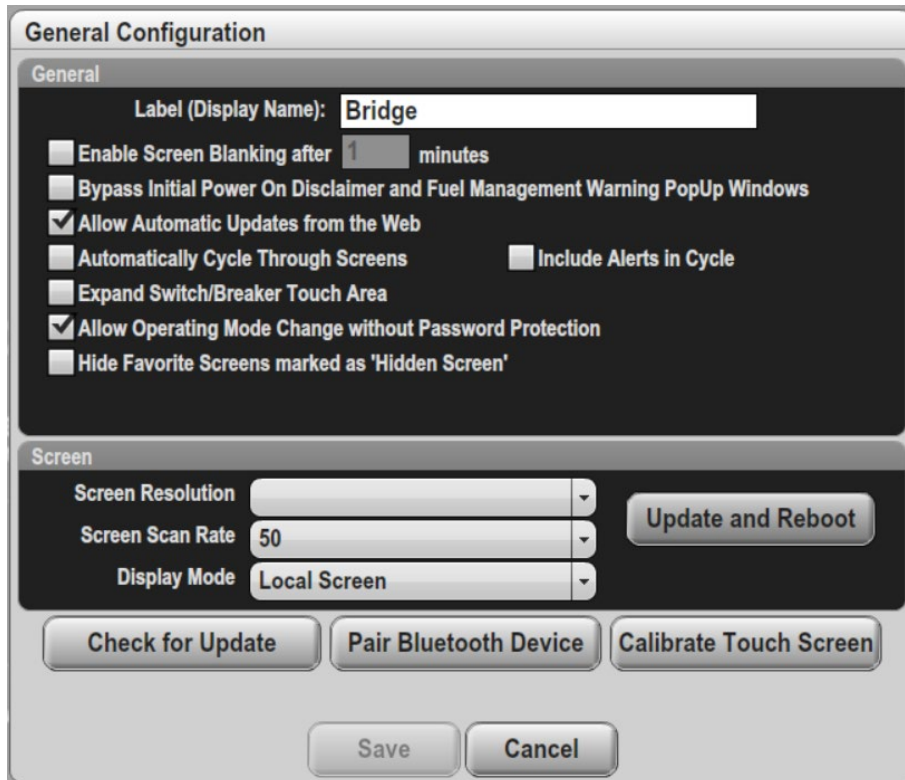 General Configuration
General
Label (Display Name): Bridge
Enable Screen Blanking after 1 minutes
Bypass Initial Power On Disclaimer and Fuel Management Warning PopUp Windows
Allow Automatic Updates from the Web
Automatically Cycle Through Screens Include Alerts in Cycle
Expand Switch/Breaker Touch Area
Allow Operating Mode Change without Password Protection
Hide Favorite Screens marked as 'Hidden Screen'
Screen
Screen Resolution
Update and Reboot
Screen Scan Rate 50
Display Mode Local Screen
Check for Update Pair Bluetooth Device Calibrate Touch Screen
Save Cancel